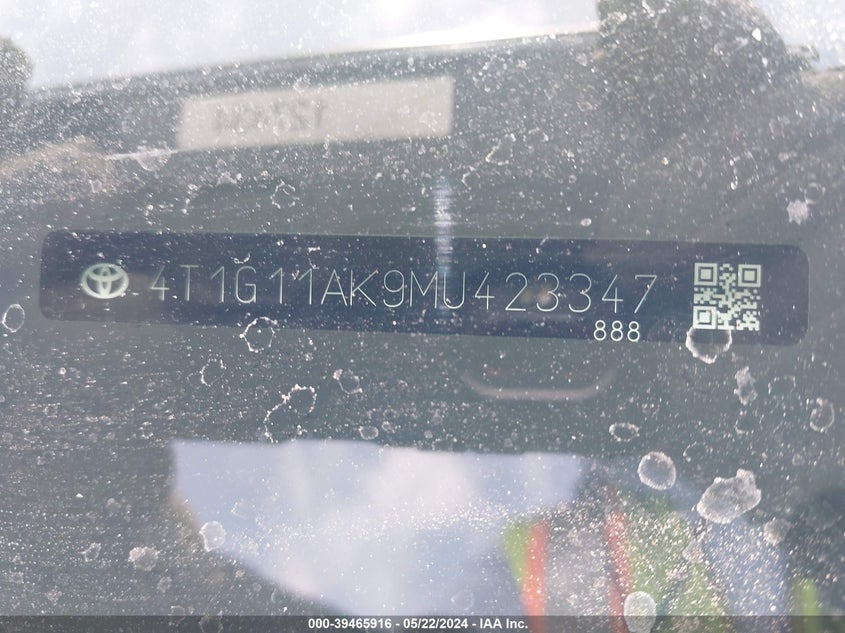 4T1G11AK9MU423347
888
000-39465916 - 05/22/2024 - IAA Inc.